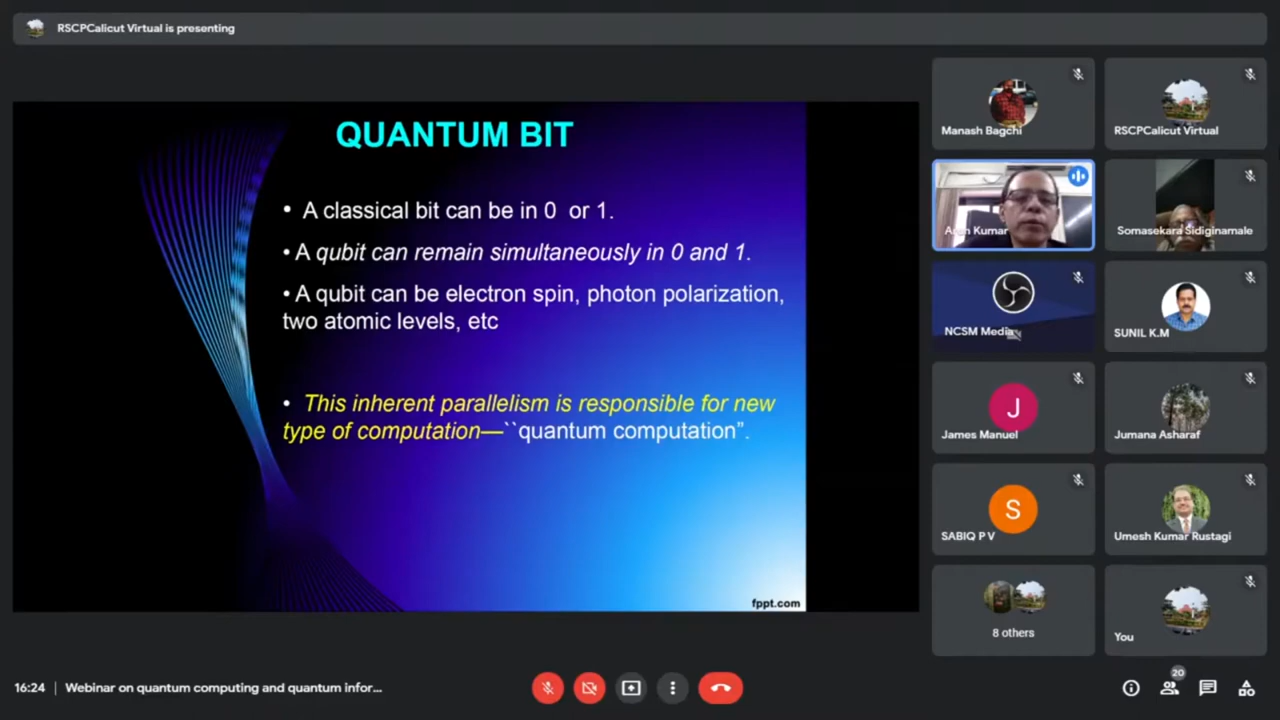 RSCPCalicut Virtual is presenting
QUANTUM BIT
• A classical bit can be in 0 or 1.
• A qubit can remain simultaneously in 0 and 1.
• A qubit can be electron spin, photon polarization,
two atomic levels, etc
• This inherent parallelism is responsible for new
type of computation—``quantum computation”.
fppt.com
Manash Bagchi
RSCPCalicut Virtual
Arun Kumar
Somasekara Sidiginamale
NCSM Media
SUNIL K.M
J
James Manuel
Jumana Asharaf
S
SABIQ P V
Umesh Kumar Rustagi
8 others
You
16:24 | Webinar on quantum computing and quantum infor...
20